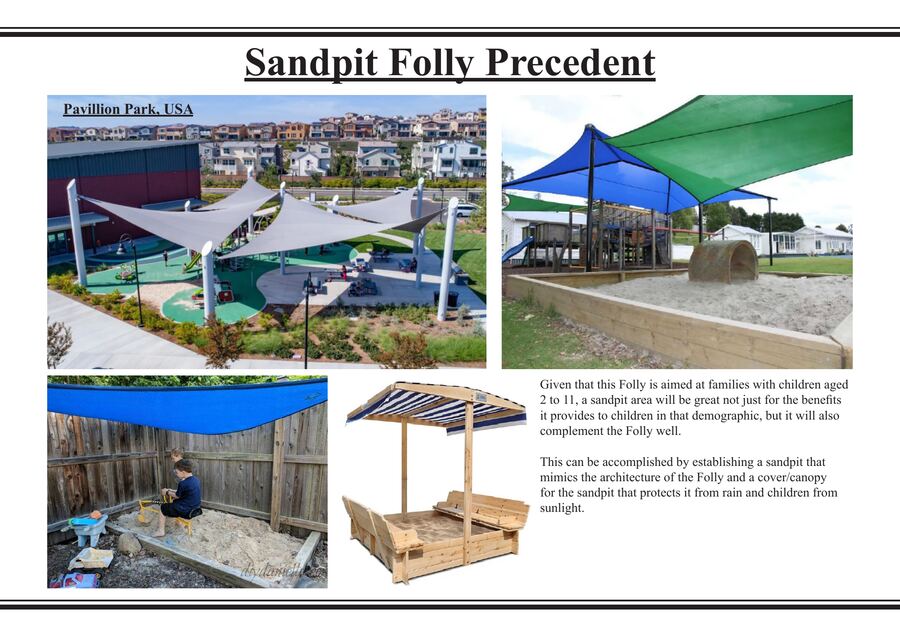 Sandpit Folly Precedent
Pavillion Park, USA
Given that this Folly is aimed at families with children aged
2 to 11, a sandpit area will be great not just for the benefits
it provides to children in that demographic, but it will also
complement the Folly well.
This can be accomplished by establishing a sandpit that
mimics the architecture of the Folly and a cover/canopy
for the sandpit that protects it from rain and children from
sunlight.